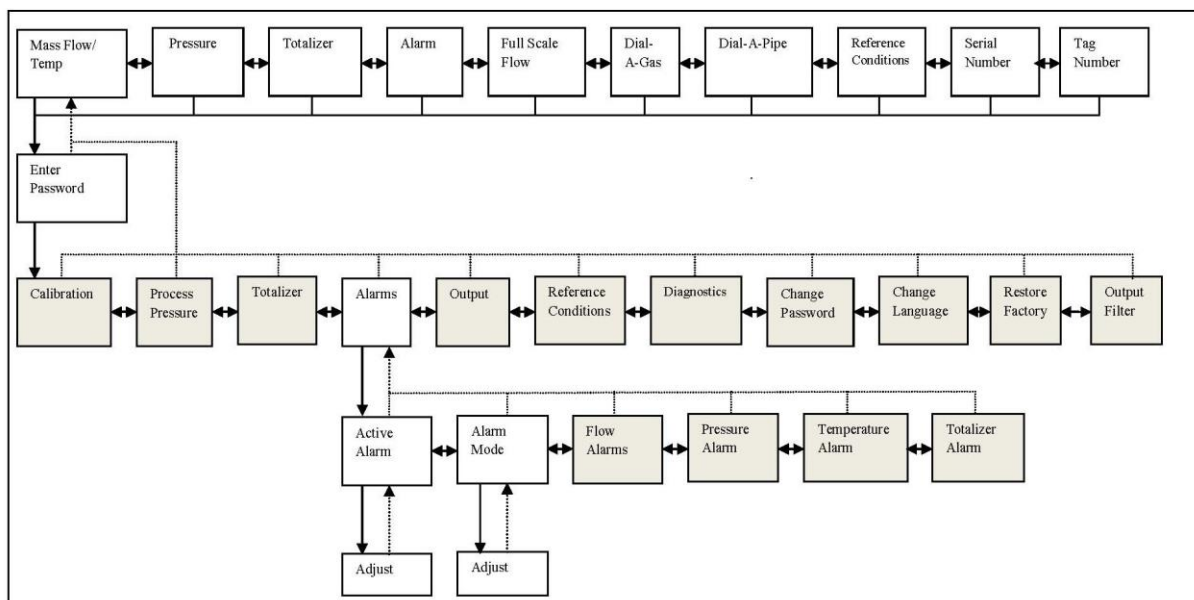 Mass Flow/
Temp
Pressure
Totalizer
Alarm
Full Scale
Flow
Dial-
A-Gas
Dial-A-Pipe
Reference
Conditions
Serial
Number
Tag
Number
Enter
Password
Calibration
Process
Pressure
Totalizer
Alarms
Output
Reference
Conditions
Diagnostics
Change
Password
Change
Language
Restore
Factory
Output
Filter
Active
Alarm
Alarm
Mode
Flow
Alarms
Pressure
Alarm
Temperature
Alarm
Totalizer
Alarm
Adjust
Adjust